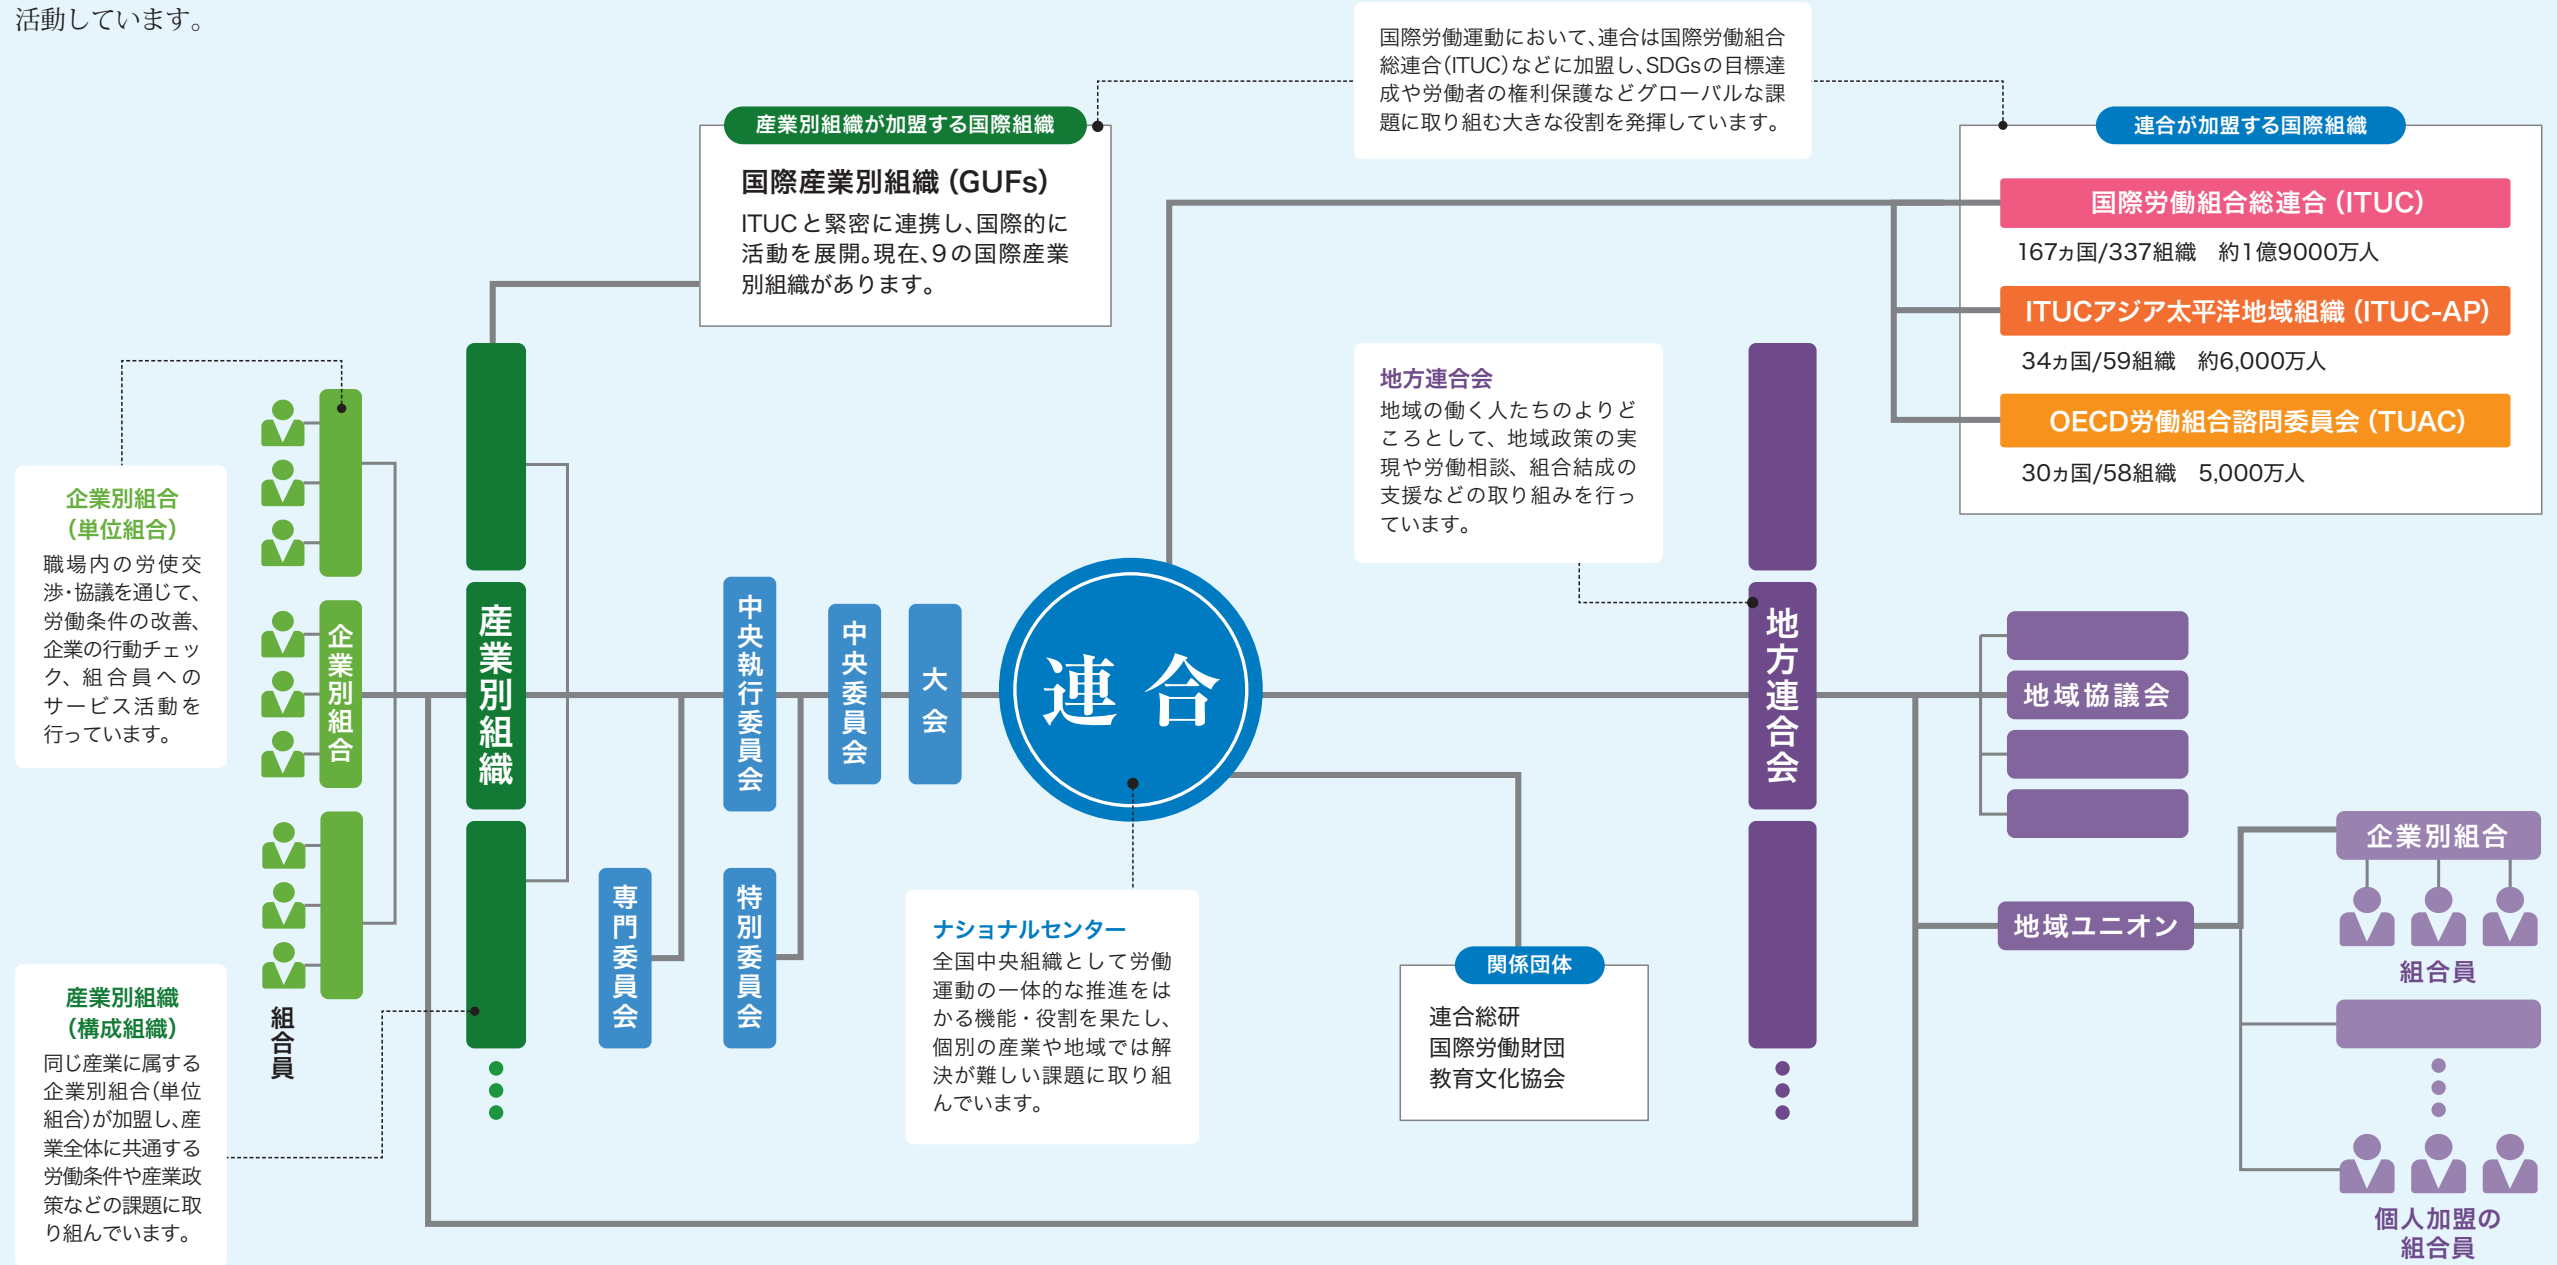 活動しています。
国際労働運動において、連合は国際労働組合
総連合(ITUC)などに加盟し、SDGsの目標達
成や労働者の権利保護などグローバルな課
題に取り組む大きな役割を発揮しています。
産業別組織が加盟する国際組織
国際産業別組織 (GUFs)
ITUCと緊密に連携し、国際的に
活動を展開。現在、9の国際産業
別組織があります。
連合が加盟する国際組織
国際労働組合総連合 (ITUC)
167ヵ国/337組織　約1億9000万人
ITUCアジア太平洋地域組織 (ITUC-AP)
34ヵ国/59組織　約6,000万人
OECD労働組合諮問委員会 (TUAC)
30ヵ国/58組織　5,000万人
企業別組合
(単位組合)
職場内の労使交
渉・協議を通じて、
労働条件の改善、
企業の行動チェッ
ク、組合員への
サービス活動を
行っています。
産業別組織
(構成組織)
同じ産業に属する
企業別組合(単位
組合)が加盟し、産
業全体に共通する
労働条件や産業政
策などの課題に取
り組んでいます。
組合員
企業別組合
産業別組織
専門委員会
中央執行委員会
特別委員会
中央委員会
大会
連合
ナショナルセンター
全国中央組織として労働
運動の一体的な推進をは
かる機能・役割を果たし、
個別の産業や地域では解
決が難しい課題に取り組
んでいます。
地方連合会
地域の働く人たちのよりど
ころとして、地域政策の実
現や労働相談、組合結成の
支援などの取り組みを行っ
ています。
関係団体
連合総研
国際労働財団
教育文化協会
地方連合会
地域協議会
地域ユニオン
企業別組合
組合員
個人加盟の
組合員